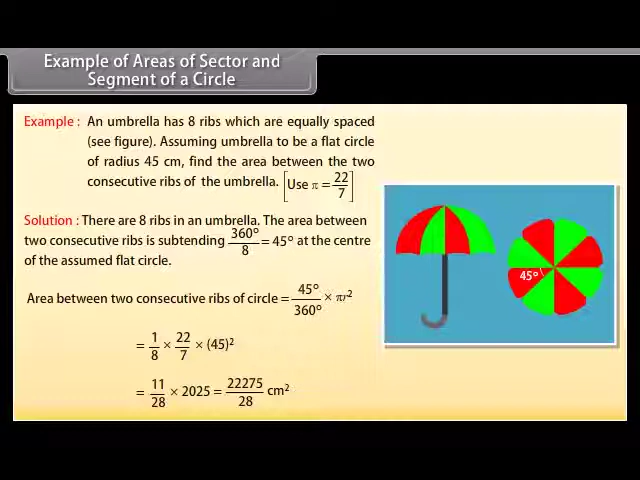 Example of Areas of Sector and
Segment of a Circle
Example : An umbrella has 8 ribs which are equally spaced
(see figure). Assuming umbrella to be a flat circle
of radius 45 cm, find the area between the two
consecutive ribs of the umbrella. [Use π = 22/7]
Solution : There are 8 ribs in an umbrella. The area between
two consecutive ribs is subtending 360°/8 = 45° at the centre
of the assumed flat circle.
Area between two consecutive ribs of circle = 45°/360° × πr²
= 1/8 × 22/7 × (45)²
= 11/28 × 2025 = 22275/28 cm²
45°